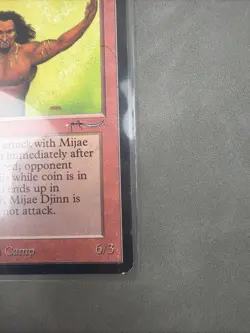 attack with Mijae
immediately after
opponent
while coin is in
ends up in
Mijae Djinn is
not attack.
Camp 6/3